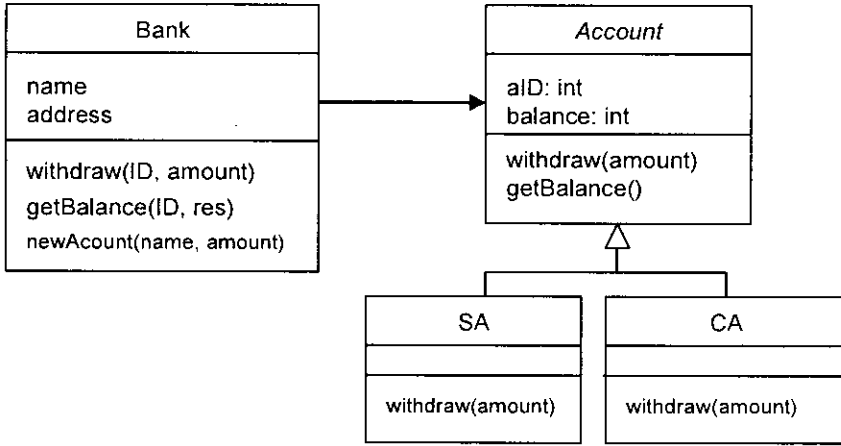 Bank
name
address
withdraw(ID, amount)
getBalance(ID, res)
newAcount(name, amount)
Account
aID: int
balance: int
withdraw(amount)
getBalance()
SA
withdraw(amount)
CA
withdraw(amount)